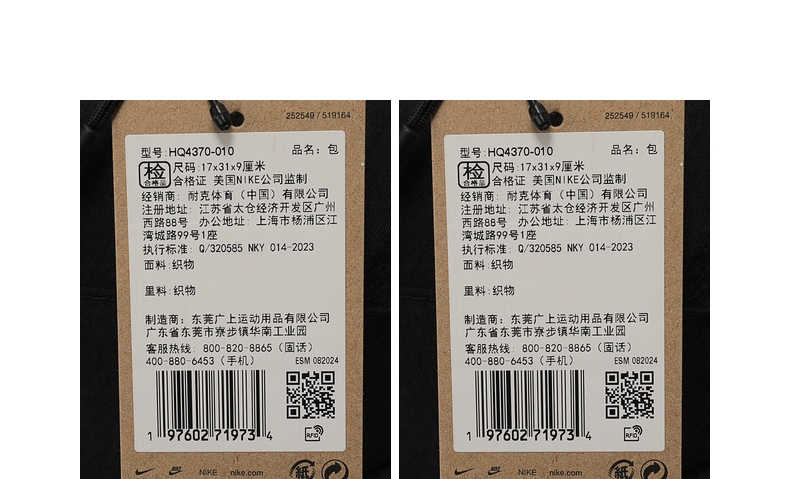 252549 / 519164
型号: HQ4370-010
品名: 包
检
合格品
尺码: 17x31x9厘米
合格证 美国NIKE公司监制
经销商: 耐克体育（中国）有限公司
注册地址: 江苏省太仓经济开发区广州
西路88号 办公地址: 上海市杨浦区江
湾城路99号1座
执行标准: Q/320585 NKY 014-2023
面料: 织物
里料: 织物
制造商: 东莞广上运动用品有限公司
广东省东莞市寮步镇华南工业园
客服热线: 800-820-8865（固话）
400-880-6453（手机）
ESM 082024
1 97602 71973 4
RFID
NIKE
nike.com
252549 / 519164
型号: HQ4370-010
品名: 包
检
合格品
尺码: 17x31x9厘米
合格证 美国NIKE公司监制
经销商: 耐克体育（中国）有限公司
注册地址: 江苏省太仓经济开发区广州
西路88号 办公地址: 上海市杨浦区江
湾城路99号1座
执行标准: Q/320585 NKY 014-2023
面料: 织物
里料: 织物
制造商: 东莞广上运动用品有限公司
广东省东莞市寮步镇华南工业园
客服热线: 800-820-8865（固话）
400-880-6453（手机）
ESM 082024
1 97602 71973 4
RFID
NIKE
nike.com